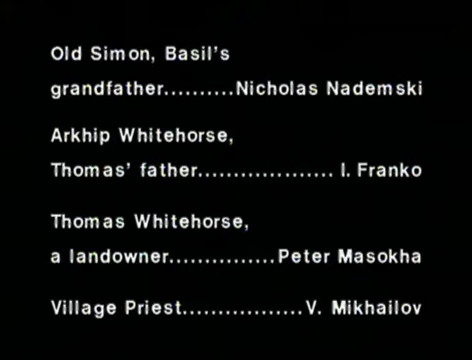 Old Simon, Basil's
grandfather..........Nicholas Nademski
Arkhip Whitehorse,
Thomas' father................... I. Franko
Thomas Whitehorse,
a landowner...............Peter Masokha
Village Priest.................V. Mikhailov